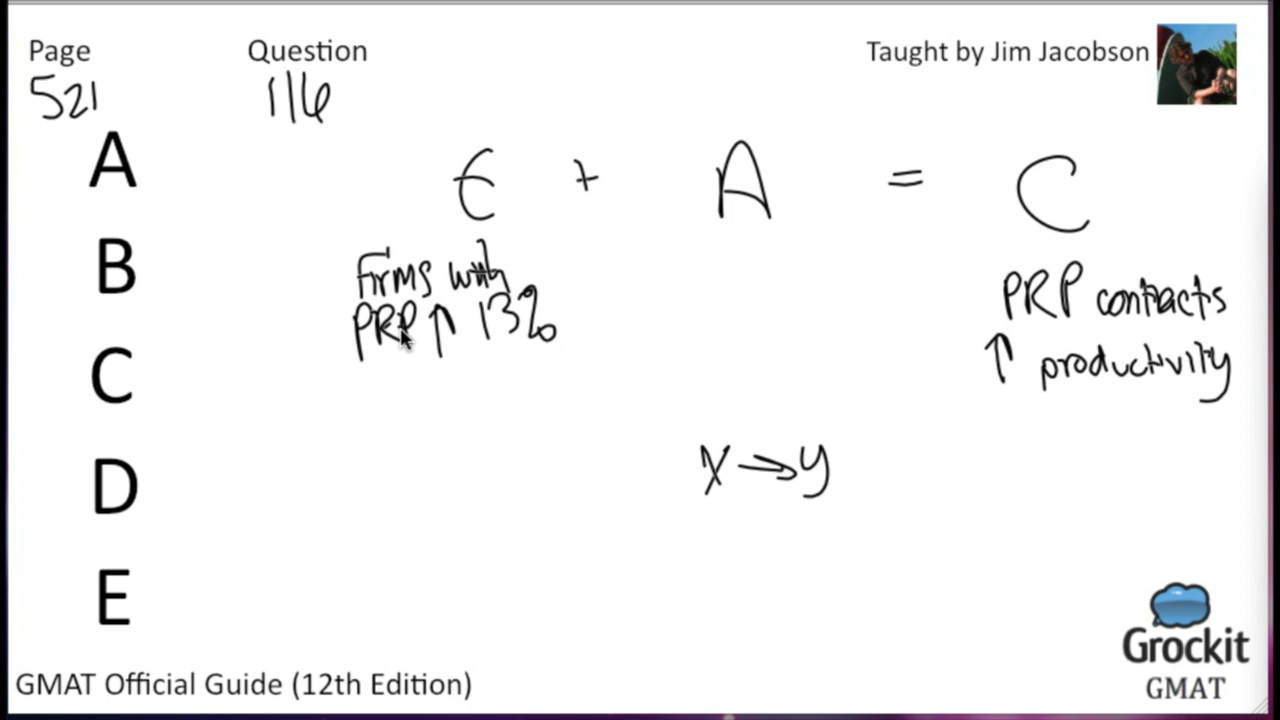 Page Question Taught by Jim Jacobson
521 116
A
E + A = C
B
Firms with
PRP ↑ 13%
PRP contracts
↑ productivity
C
X → y
D
E
Grockit
GMAT
GMAT Official Guide (12th Edition)